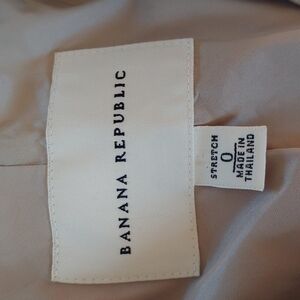 BANANA REPUBLIC
STRETCH
0
MADE IN
THAILAND